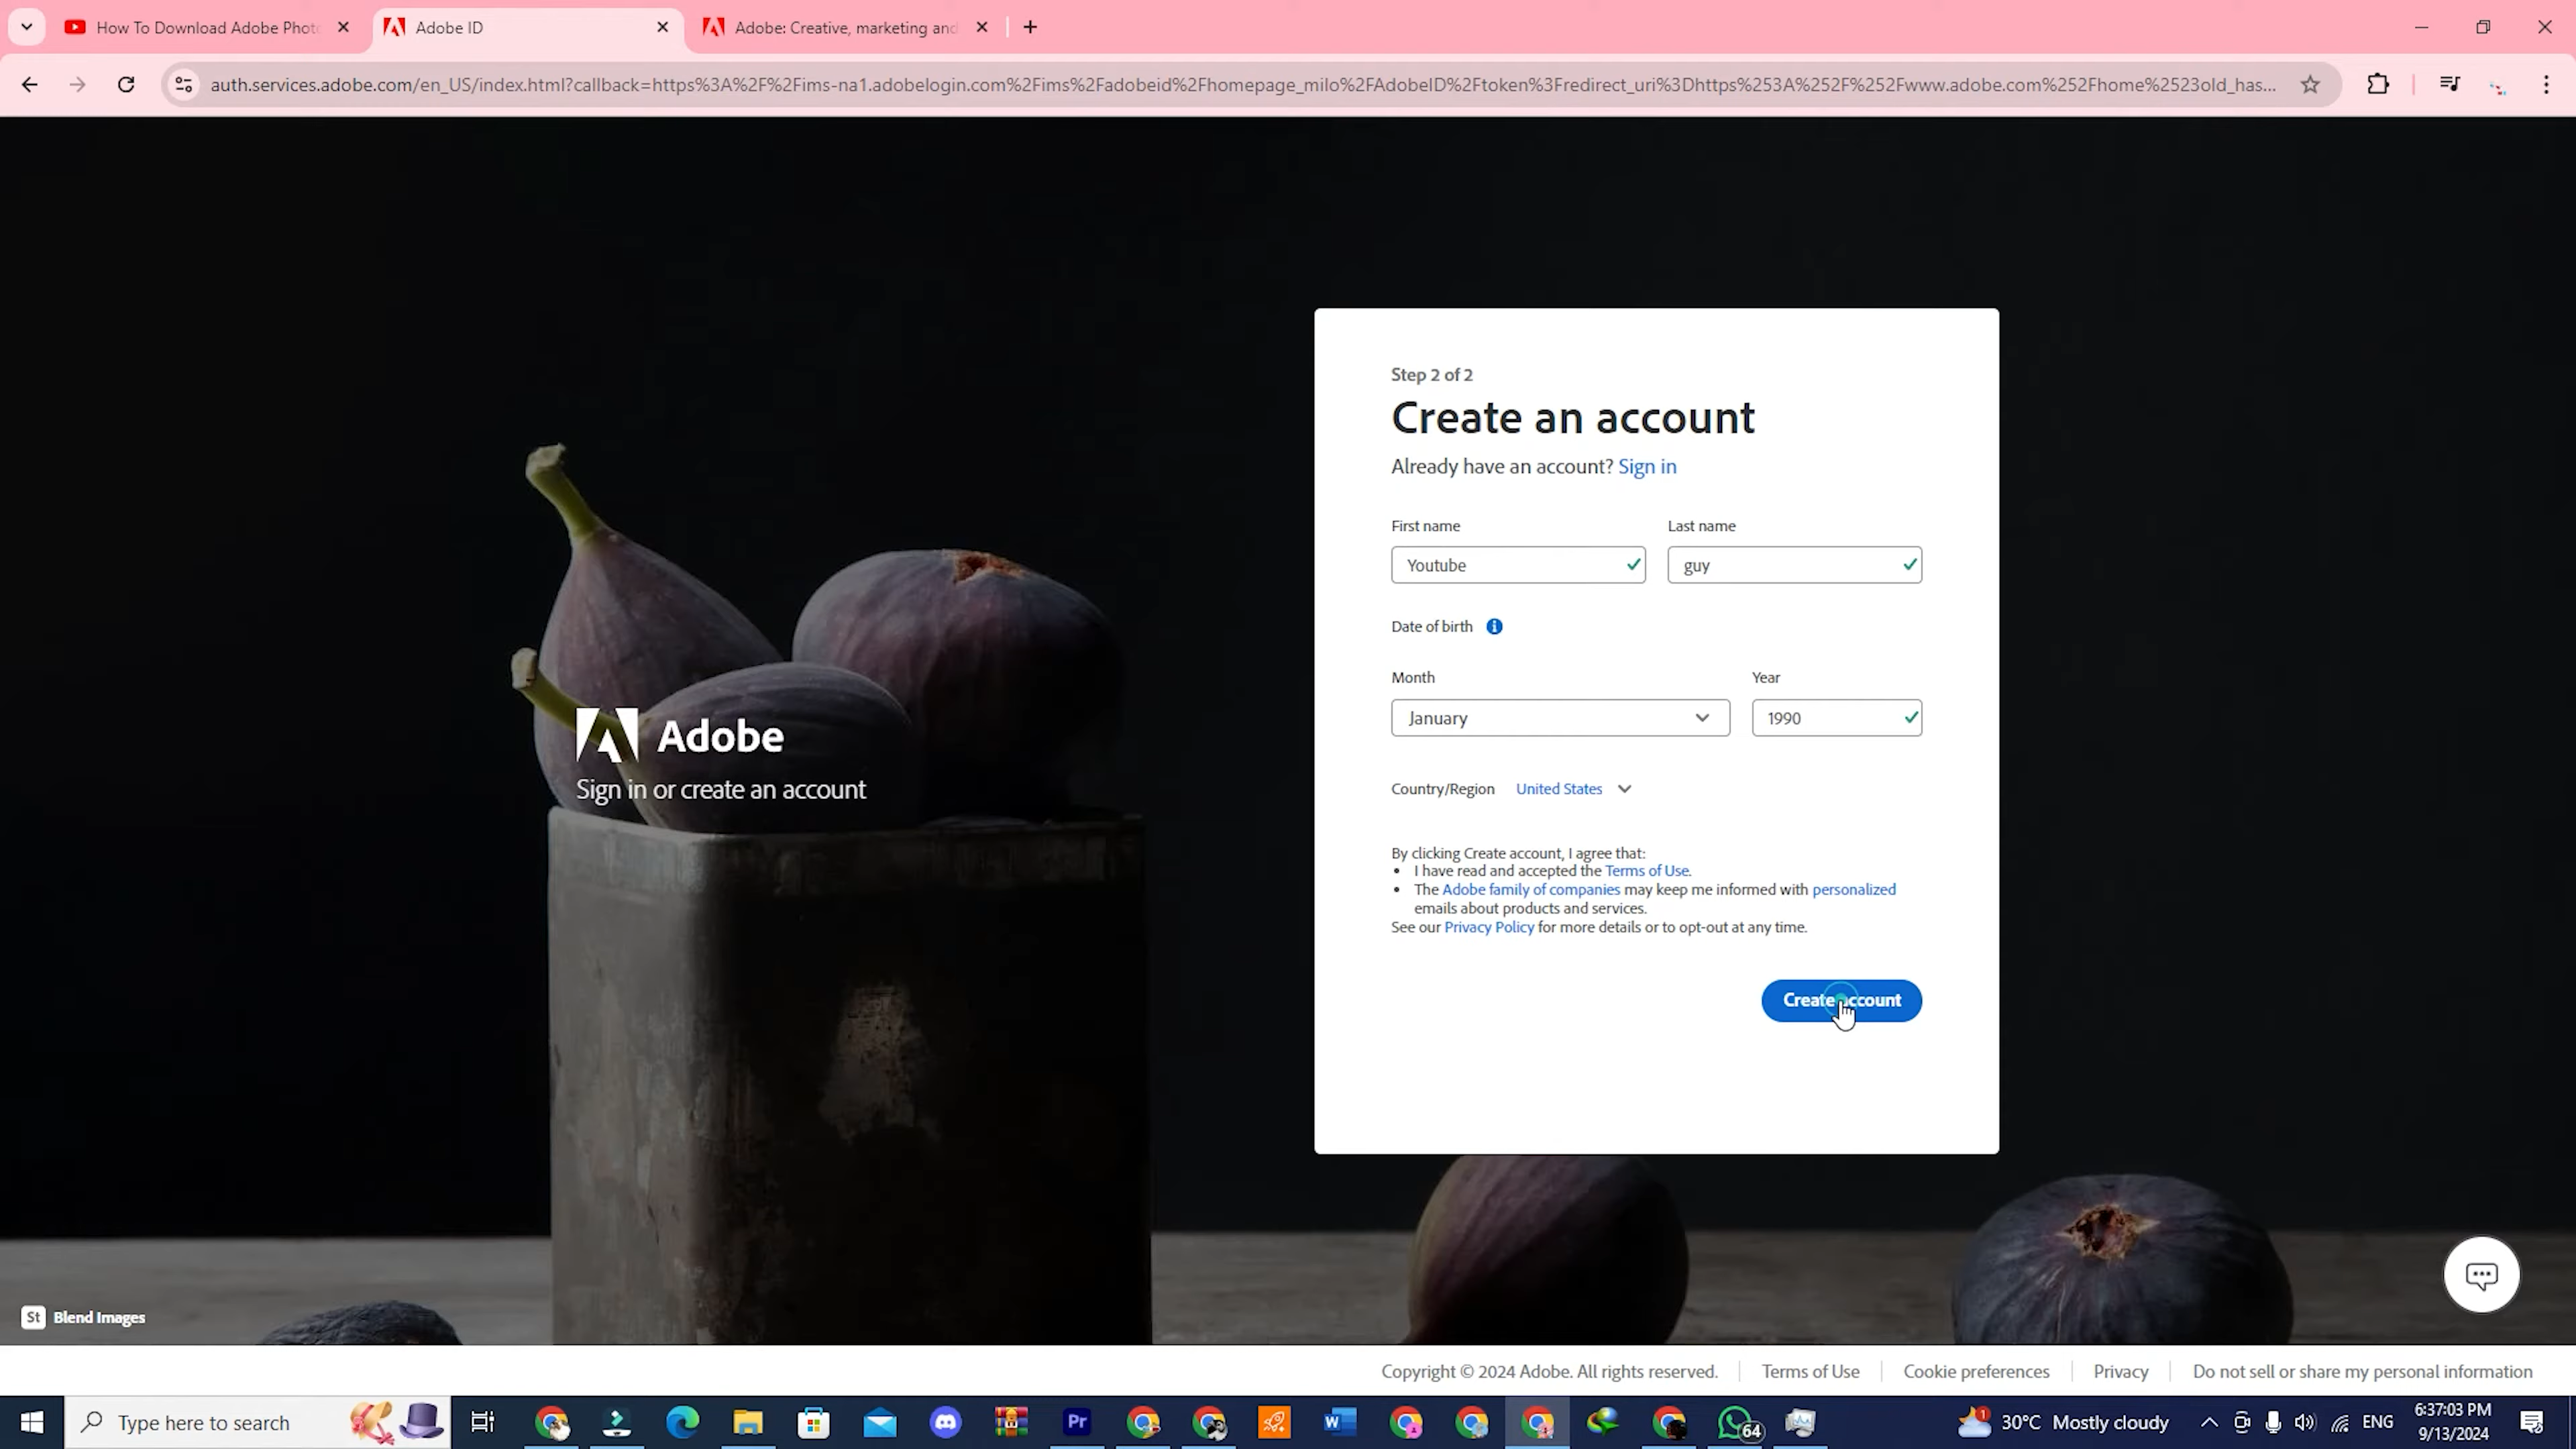 How To Download Adobe Photo
Adobe ID
Adobe: Creative, marketing and
auth.services.adobe.com/en_US/index.html?callback=https%3A%2F%2Fims-na1.adobelogin.com%2Fims%2Fadobeid%2Fhomepage_milo%2FAdobeID%2Ftoken%3Fredirect_uri%3Dhttps%253A%252F%252Fwww.adobe.com%252Fhome%2523old_has...
Step 2 of 2
Create an account
Already have an account? Sign in
First name Last name
Youtube guy
Date of birth
Month Year
January 1990
Adobe
Sign in or create an account
Country/Region United States
By clicking Create account, I agree that:
• I have read and accepted the Terms of Use.
• The Adobe family of companies may keep me informed with personalized
emails about products and services.
See our Privacy Policy for more details or to opt-out at any time.
Create account
St Blend Images
Copyright © 2024 Adobe. All rights reserved. Terms of Use Cookie preferences Privacy Do not sell or share my personal information
Type here to search
Pr
W
64
1
30°C Mostly cloudy
ENG
6:37:03 PM
9/13/2024